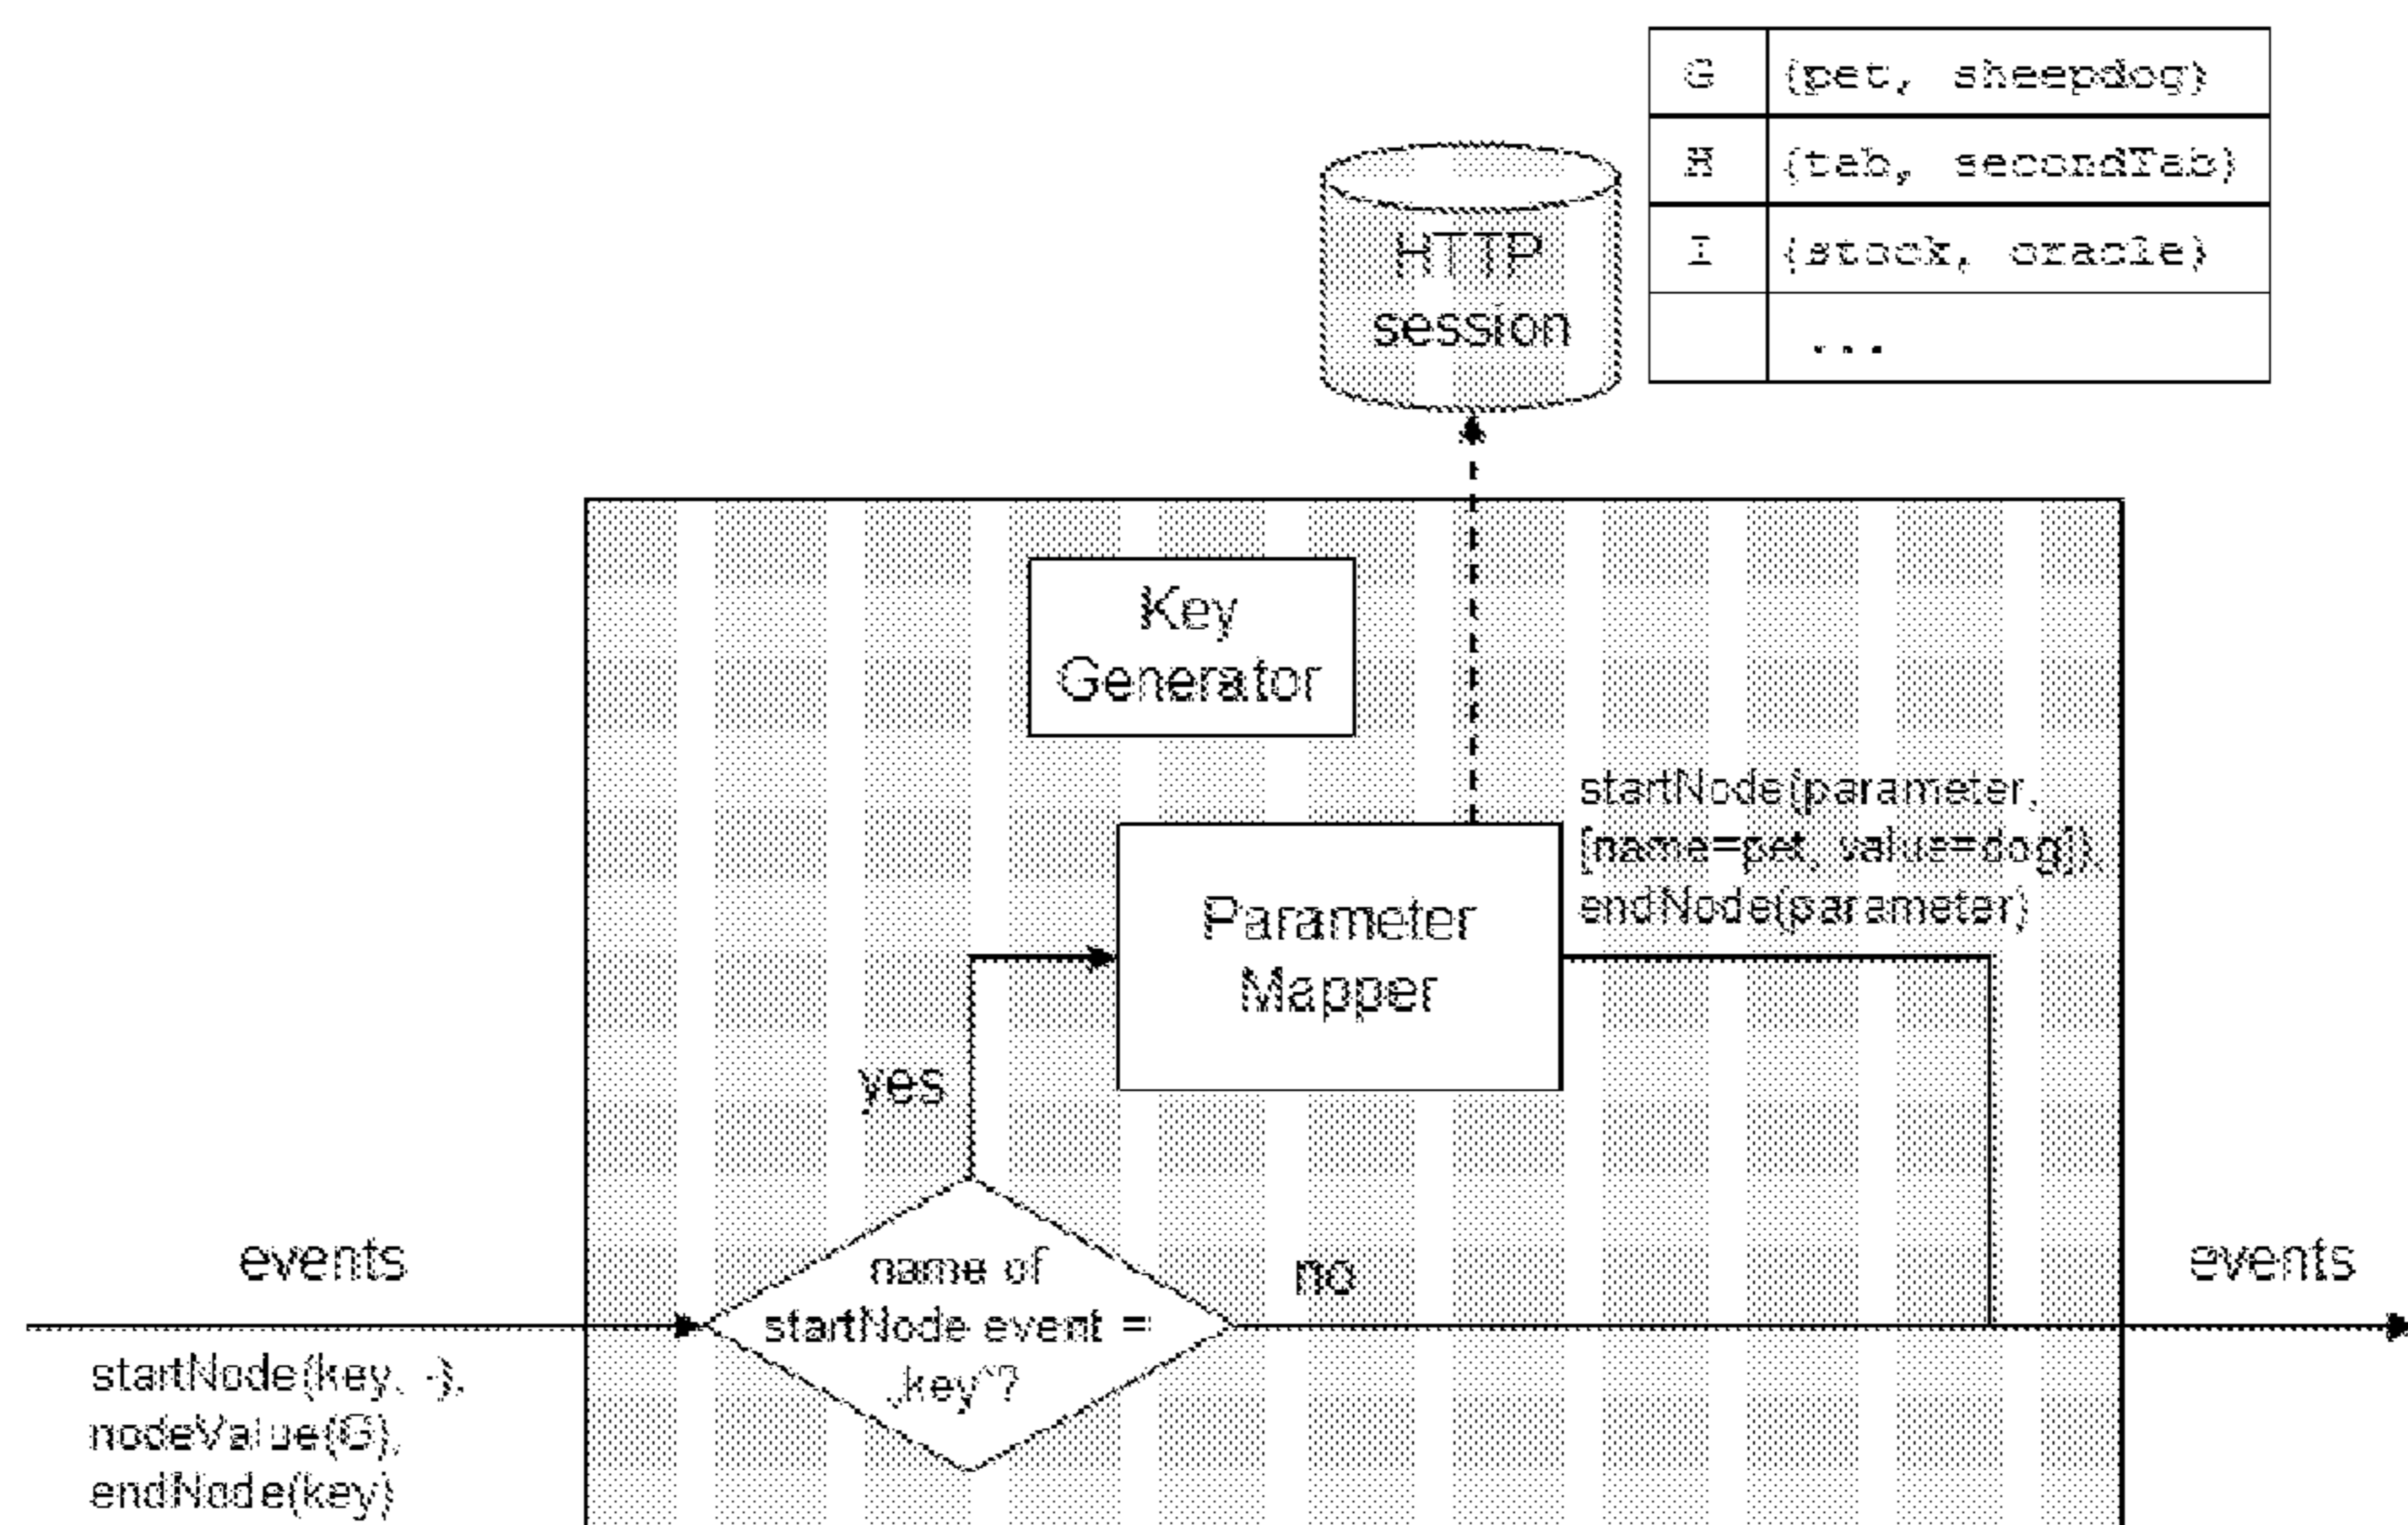 G {pet, sheepdog}
H {tab, secondTab}
I {stock, oracle}
...
HTTP
session
Key
Generator
startNode(parameter,
[name=pet, value=dog]),
endNode(parameter)
Parameter
Mapper
yes
events
name of
startNode event =
„key“?
no
events
startNode(key, -),
nodeValue(G),
endNode(key)